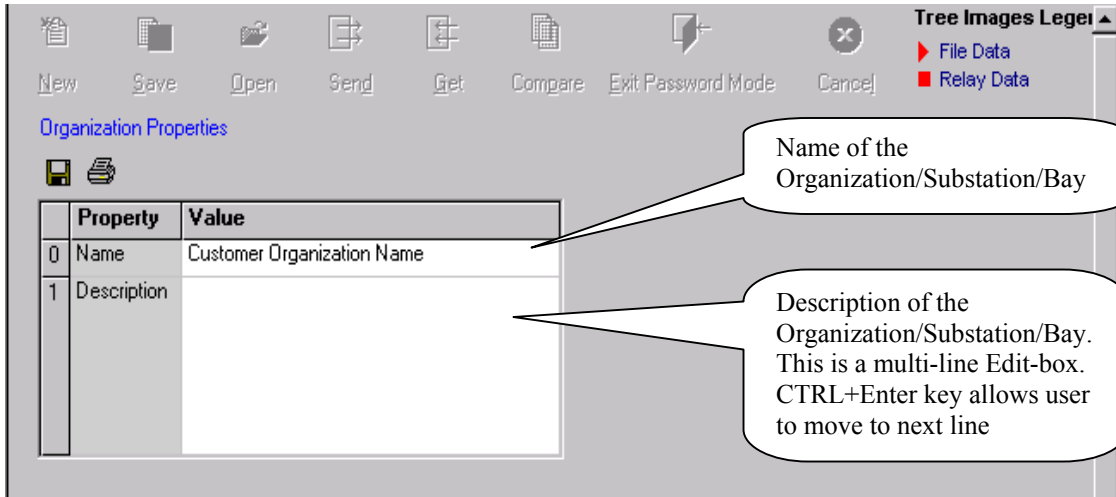 Tree Images Leger
File Data
Relay Data
New Save Open Send Get Compare Exit Password Mode Cancel
Organization Properties
Name of the
Organization/Substation/Bay
Property Value
0 Name Customer Organization Name
1 Description
Description of the
Organization/Substation/Bay.
This is a multi-line Edit-box.
CTRL+Enter key allows user
to move to next line